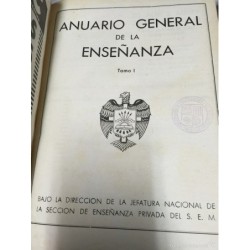 ANUARIO GENERAL
DE LA
ENSEÑANZA
Tomo I
BAJO LA DIRECCION DE LA JEFATURA NACIONAL DE
LA SECCION DE ENSEÑANZA PRIVADA DEL S. E. M.